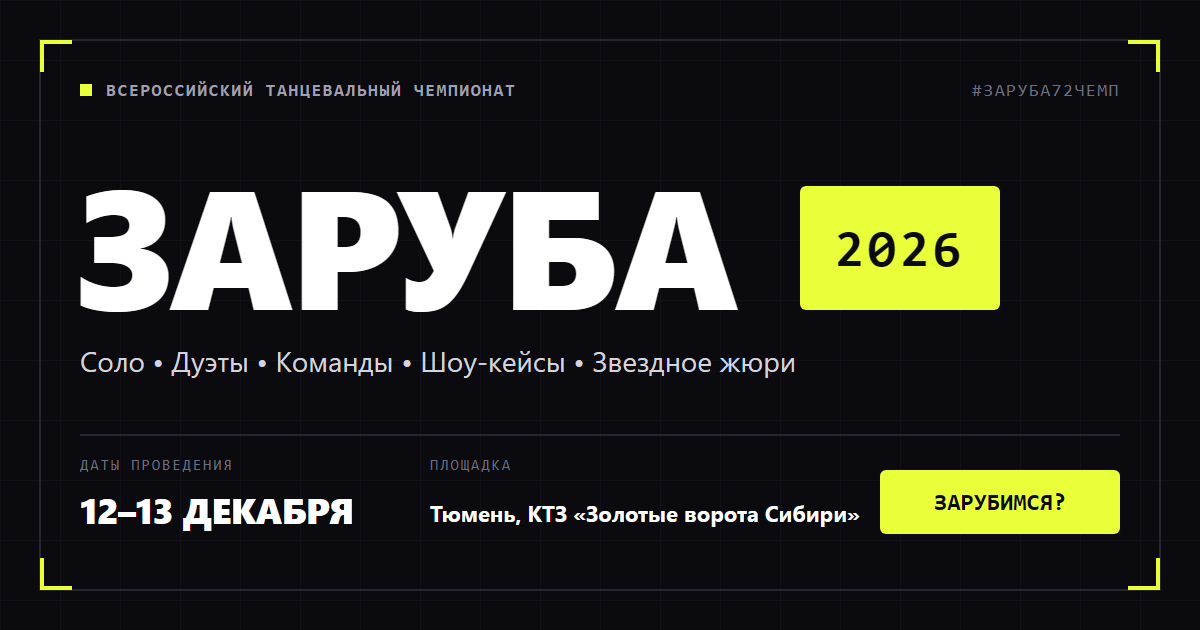 ВСЕРОССИЙСКИЙ ТАНЦЕВАЛЬНЫЙ ЧЕМПИОНАТ
#ЗАРУБА72ЧЕМП
ЗАРУБА
2026
Соло • Дуэты • Команды • Шоу-кейсы • Звездное жюри
ДАТЫ ПРОВЕДЕНИЯ
12–13 ДЕКАБРЯ
ПЛОЩАДКА
Тюмень, КТЗ «Золотые ворота Сибири»
ЗАРУБИМСЯ?